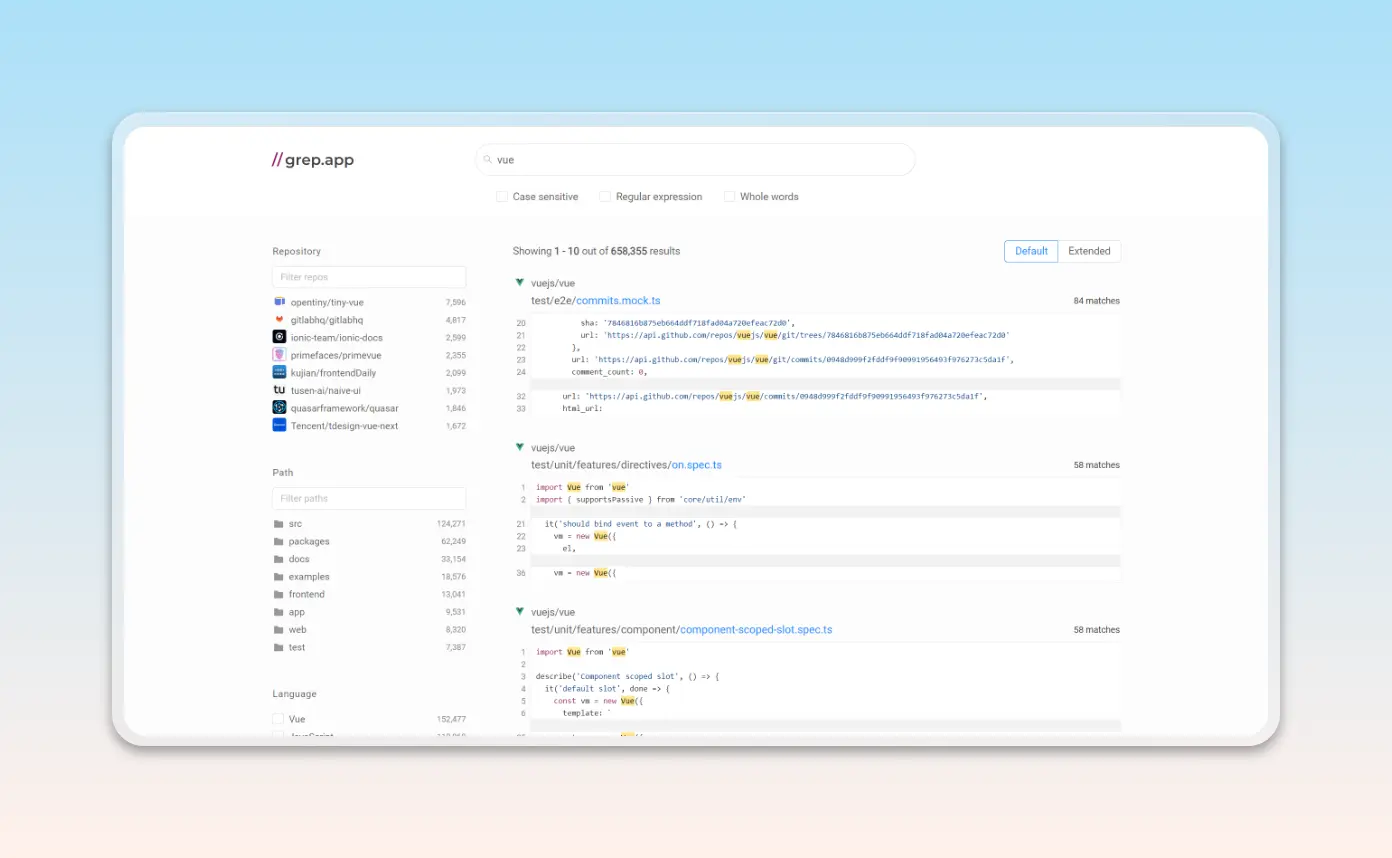 //grep.app
vue
Case sensitive
Regular expression
Whole words
Repository
Filter repos
opentiny/tiny-vue 7,596
gitlabhq/gitlabhq 4,817
ionic-team/ionic-docs 2,599
primefaces/primevue 2,355
kujian/frontendDaily 2,099
tu tusen-ai/naive-ui 1,973
quasarframework/quasar 1,846
Tencent/tdesign-vue-next 1,672
Path
Filter paths
src 124,271
packages 62,249
docs 33,154
examples 18,576
frontend 13,041
app 9,531
web 8,320
test 7,387
Language
Vue 152,477
JavaScript
Showing 1 - 10 out of 658,355 results
Default
Extended
vuejs/vue
test/e2e/commits.mock.ts 84 matches
20 sha: '7846816b875eb664ddf718fad04a720efeac72d0',
21 url: 'https://api.github.com/repos/vuejs/vue/git/trees/7846816b875eb664ddf718fad04a720efeac72d0'
22 },
23 url: 'https://api.github.com/repos/vuejs/vue/git/commits/0948d999f2fddf9f90991956493f976273c5da1f',
24 comment_count: 0,
32 url: 'https://api.github.com/repos/vuejs/vue/commits/0948d999f2fddf9f90991956493f976273c5da1f',
33 html_url:
vuejs/vue
test/unit/features/directives/on.spec.ts 58 matches
1 import Vue from 'vue'
2 import { supportsPassive } from 'core/util/env'
21 it('should bind event to a method', () => {
22 vm = new Vue({
23 el,
36 vm = new Vue({
vuejs/vue
test/unit/features/component/component-scoped-slot.spec.ts 58 matches
1 import Vue from 'vue'
2
3 describe('Component scoped slot', () => {
4 it('default slot', done => {
5 const vm = new Vue({
6 template: `